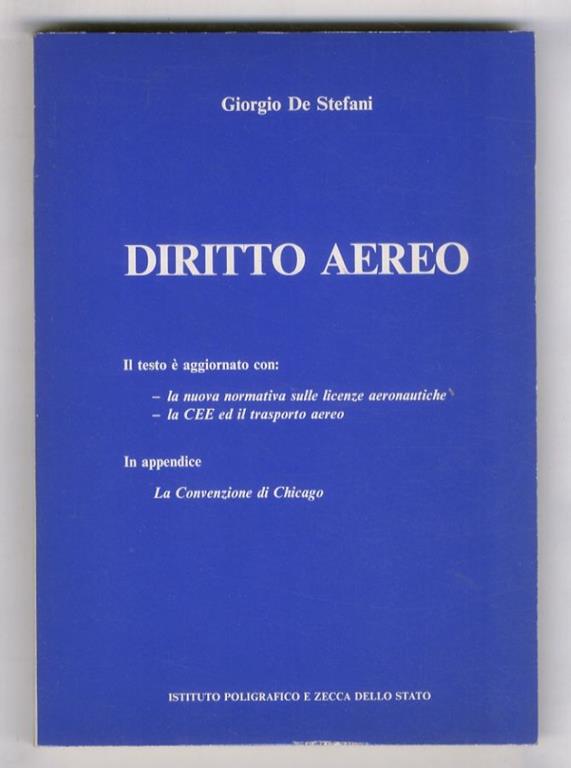 Giorgio De Stefani
DIRITTO AEREO
Il testo è aggiornato con:
– la nuova normativa sulle licenze aeronautiche
– la CEE ed il trasporto aereo
In appendice
La Convenzione di Chicago
ISTITUTO POLIGRAFICO E ZECCA DELLO STATO